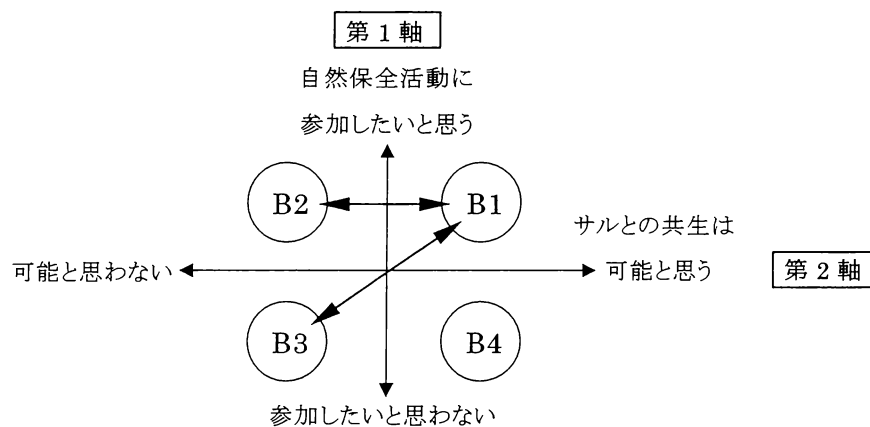 第1軸
自然保全活動に
参加したいと思う
B2
B1
サルとの共生は
可能と思わない
可能と思う
第2軸
B3
B4
参加したいと思わない